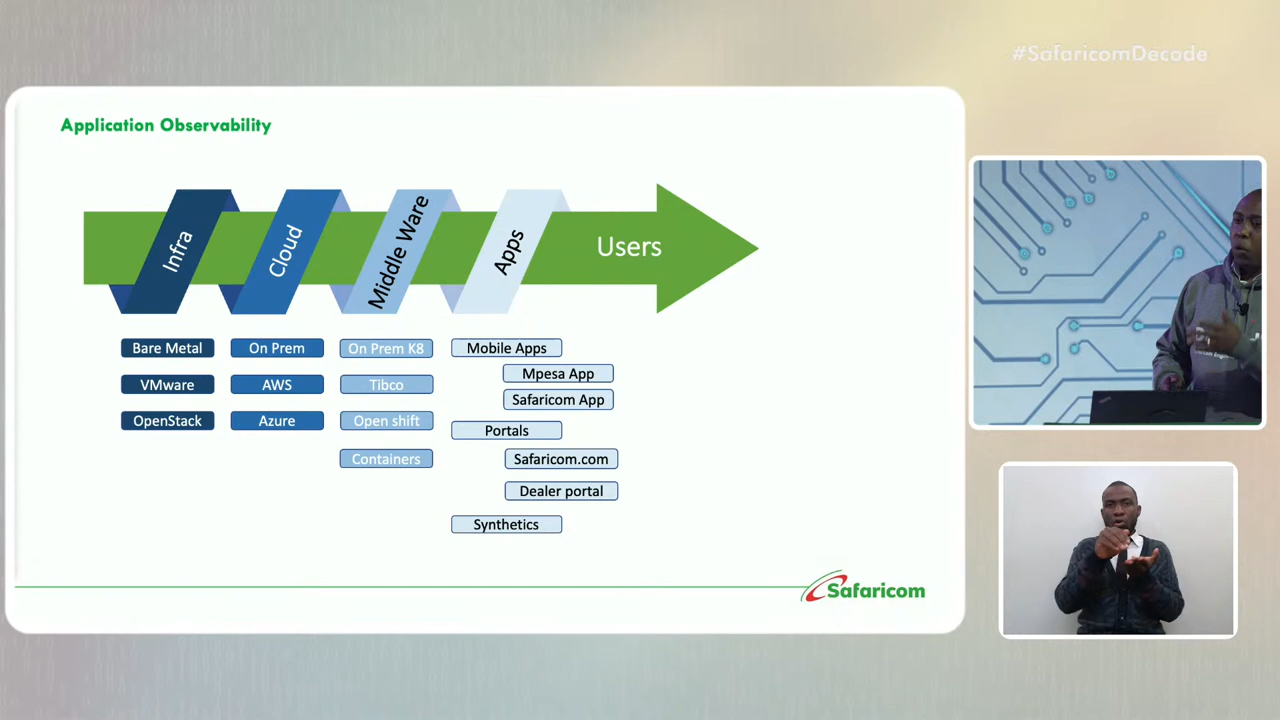 #SafaricomDecode
Application Observability
Infra
Cloud
Middle Ware
Apps
Users
Bare Metal
VMware
OpenStack
On Prem
AWS
Azure
On Prem K8
Tibco
Open shift
Containers
Mobile Apps
Mpesa App
Safaricom App
Portals
Safaricom.com
Dealer portal
Synthetics
Safaricom